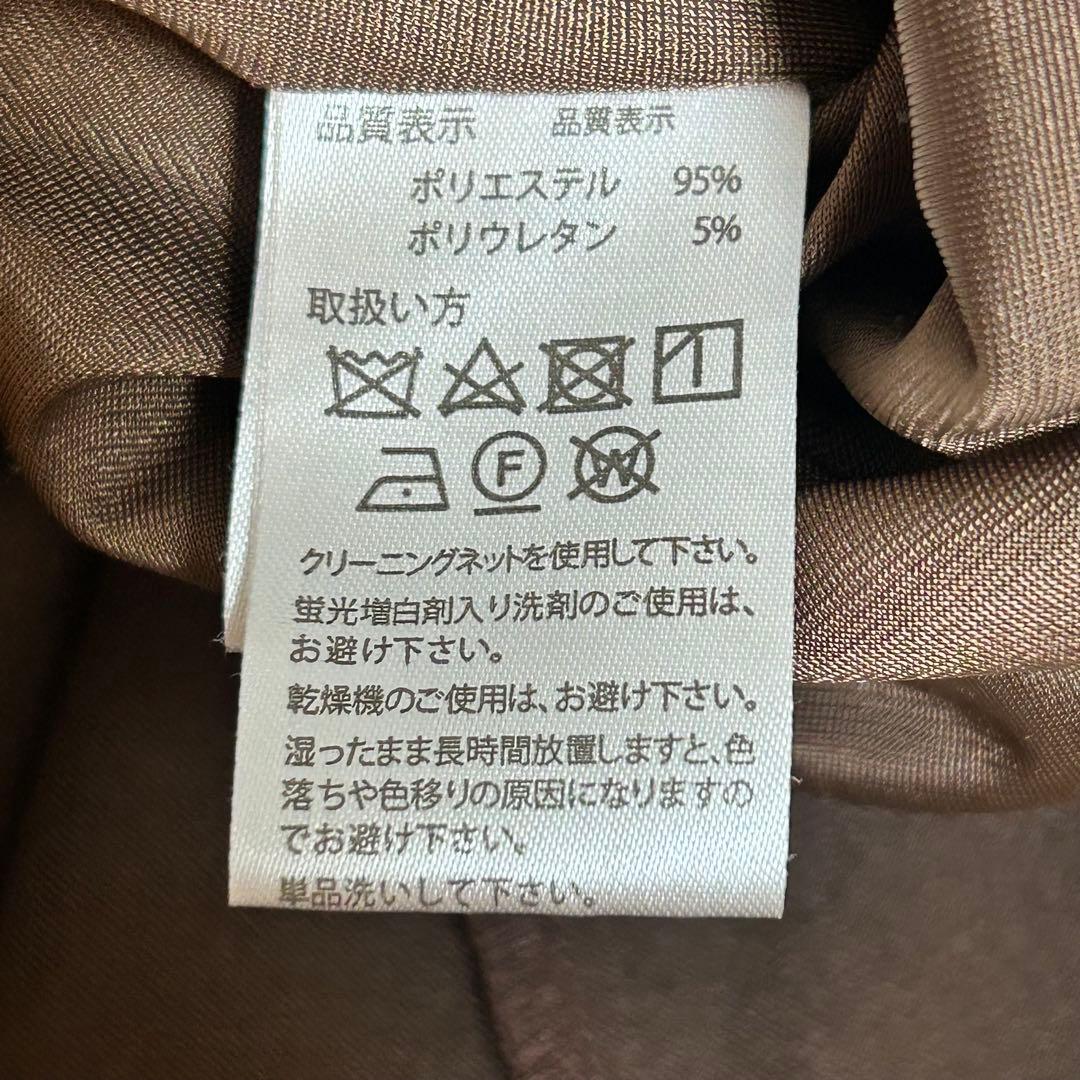 品質表示 品質表示
ポリエステル 95%
ポリウレタン 5%
取扱い方
F W
クリーニングネットを使用して下さい。
蛍光増白剤入り洗剤のご使用は、
お避け下さい。
乾燥機のご使用は、お避け下さい。
湿ったまま長時間放置しますと、色
落ちや色移りの原因になりますの
でお避け下さい。
単品洗いして下さい。